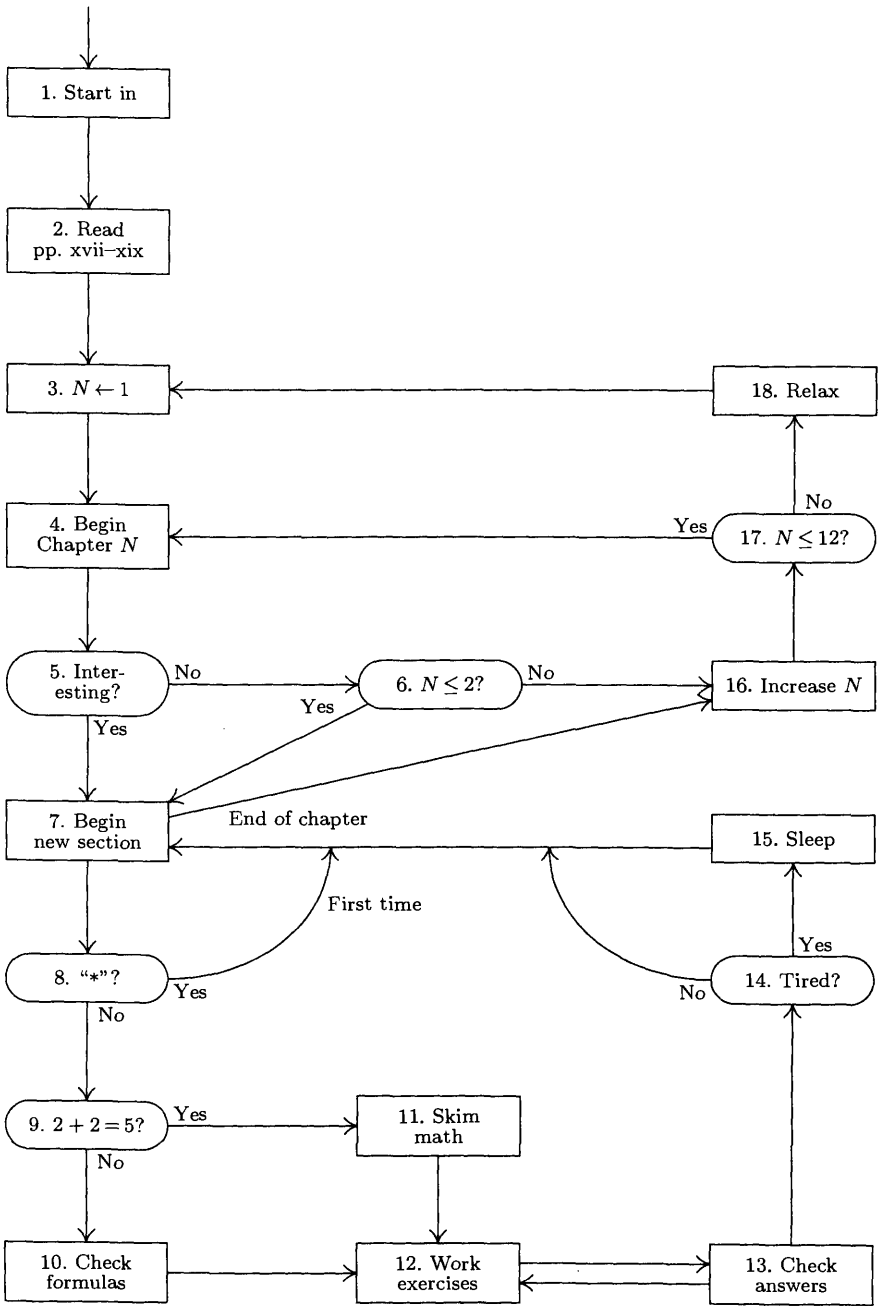 1. Start in
2. Read
pp. xvii–xix
3. N ← 1
18. Relax
No
4. Begin
Chapter N
Yes
17. N ≤ 12?
5. Inter-
esting?
No
6. N ≤ 2?
No
16. Increase N
Yes
Yes
7. Begin
new section
End of chapter
15. Sleep
First time
Yes
8. “*”?
Yes
14. Tired?
No
No
9. 2 + 2 = 5?
Yes
11. Skim
math
No
10. Check
formulas
12. Work
exercises
13. Check
answers